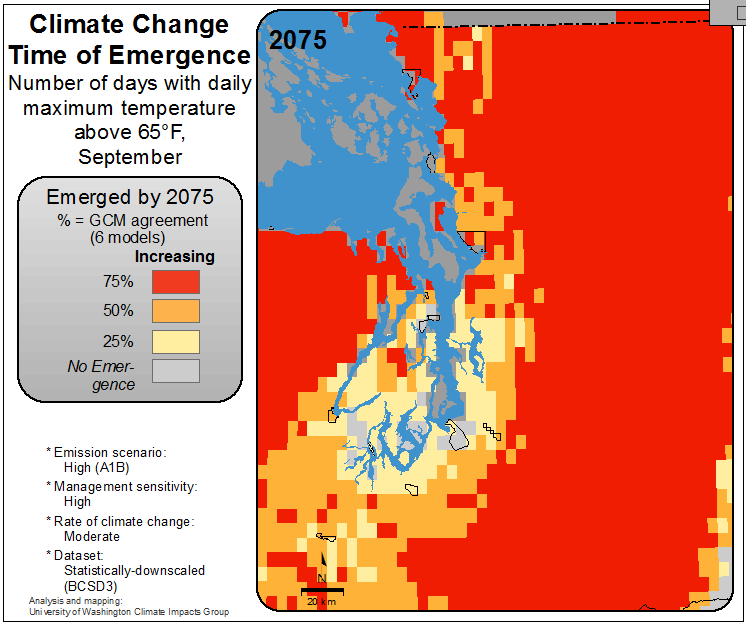 Climate Change
Time of Emergence
Number of days with daily
maximum temperature
above 65°F,
September
Emerged by 2075
% = GCM agreement
(6 models)
Increasing
75%
50%
25%
No Emer-
gence
* Emission scenario:
High (A1B)
* Management sensitivity:
High
* Rate of climate change:
Moderate
* Dataset:
Statistically-downscaled
(BCSD3)
Analysis and mapping:
University of Washington Climate Impacts Group
2075
N
20 km